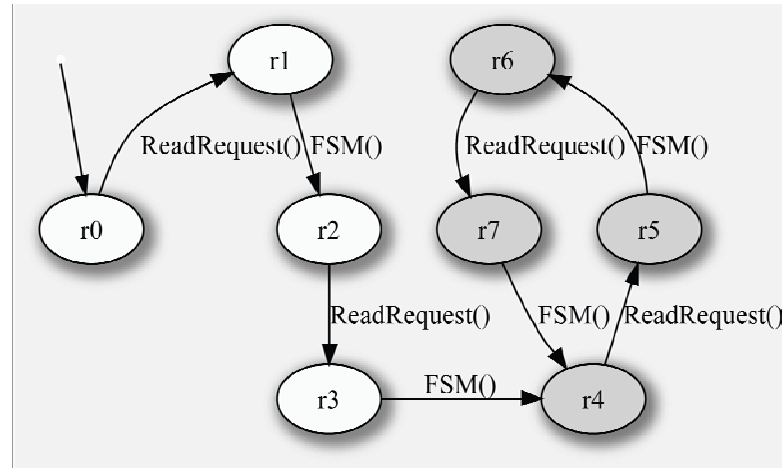 r1
r6
ReadRequest()
FSM()
ReadRequest()
FSM()
r0
r2
r7
r5
ReadRequest()
FSM()
ReadRequest()
r3
FSM()
r4